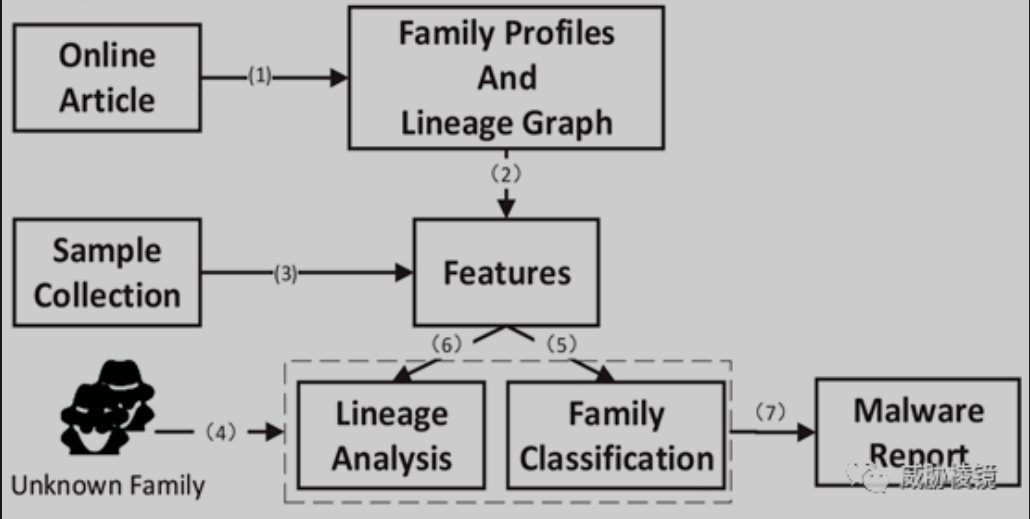 Online
Article
(1)
Family Profiles
And
Lineage Graph
（2）
Sample
Collection
(3)
Features
（6）
（5）
Unknown Family
（4）
Lineage
Analysis
Family
Classification
（7）
Malware
Report
威胁棱镜